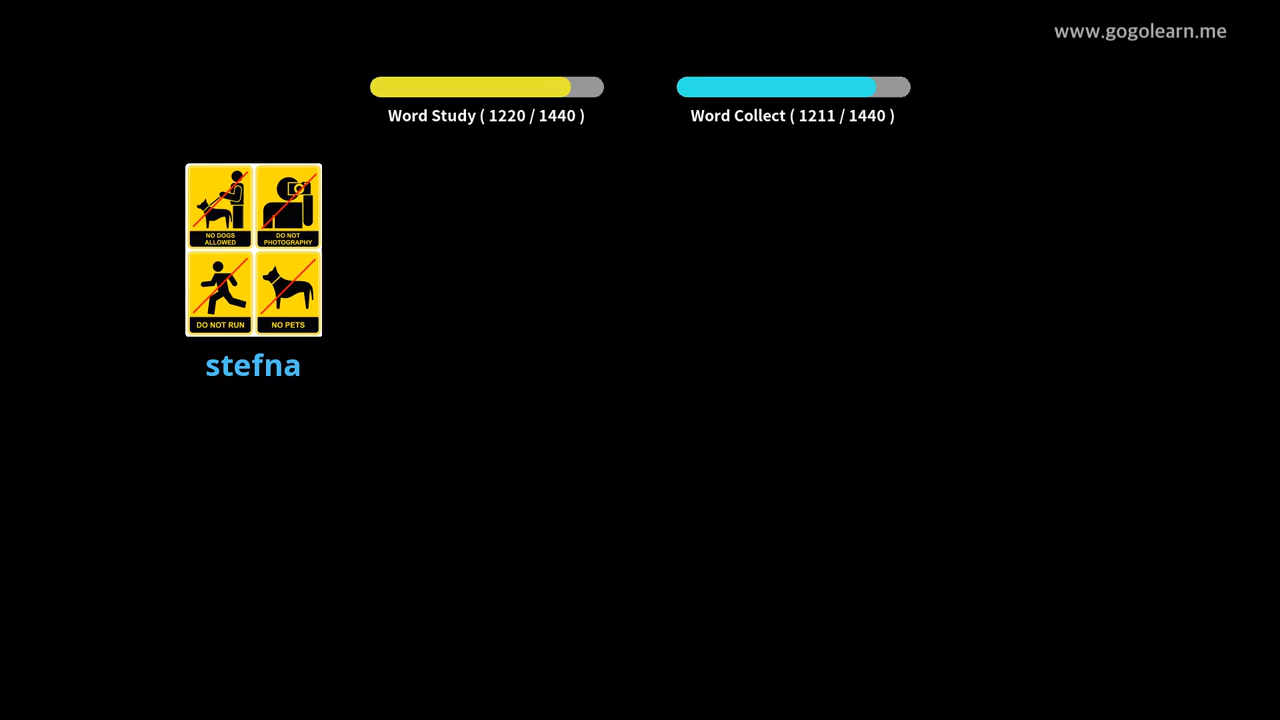 www.gogolearn.me
Word Study ( 1220 / 1440 )
Word Collect ( 1211 / 1440 )
NO DOGS
ALLOWED
DO NOT
PHOTOGRAPHY
DO NOT RUN
NO PETS
stefna